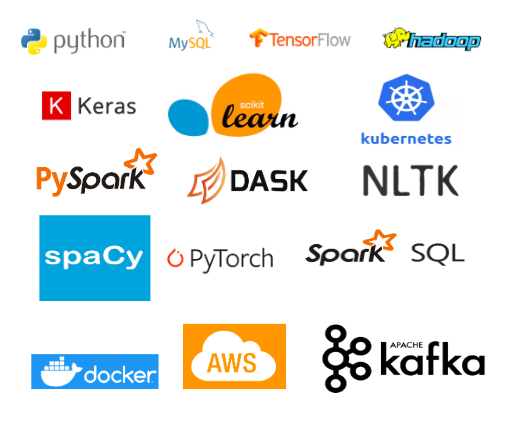 python
MySQL
TensorFlow
hadoop
K Keras
scikit
learn
kubernetes
PySpark
DASK
NLTK
spaCy
PyTorch
Spark SQL
docker
AWS
APACHE
kafka